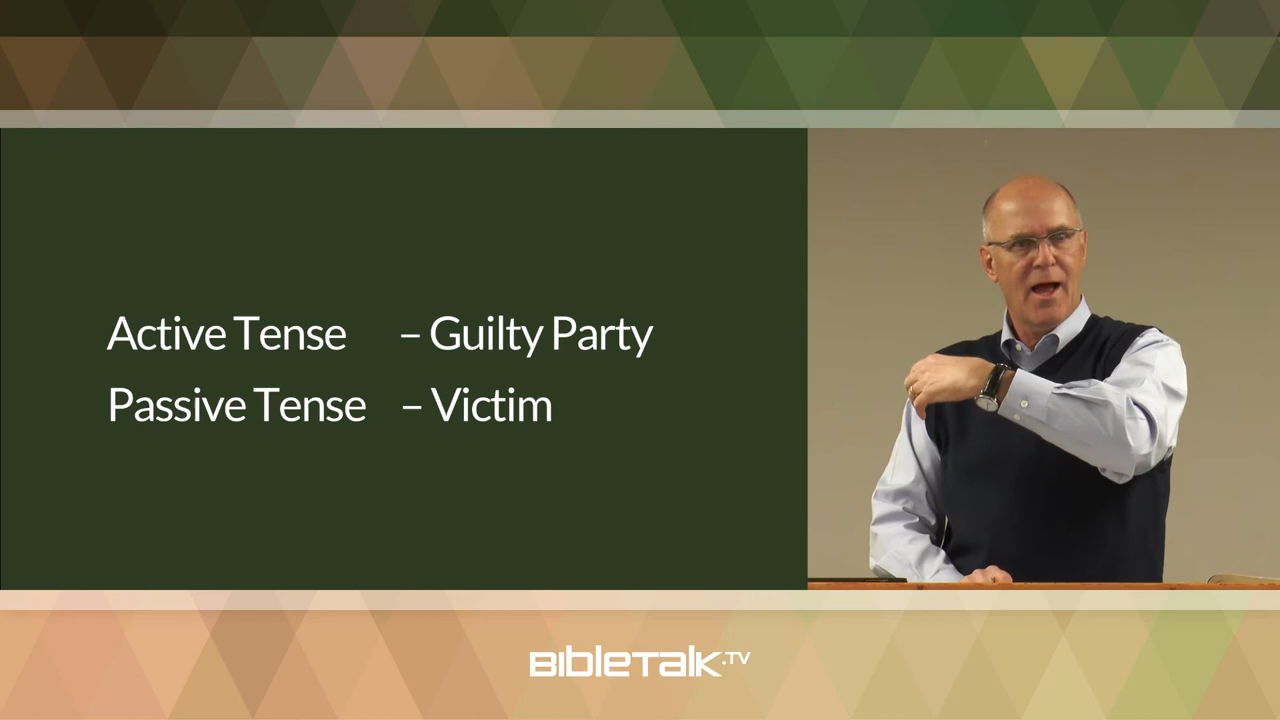 Active Tense – Guilty Party
Passive Tense – Victim
BIBLETALK.TV